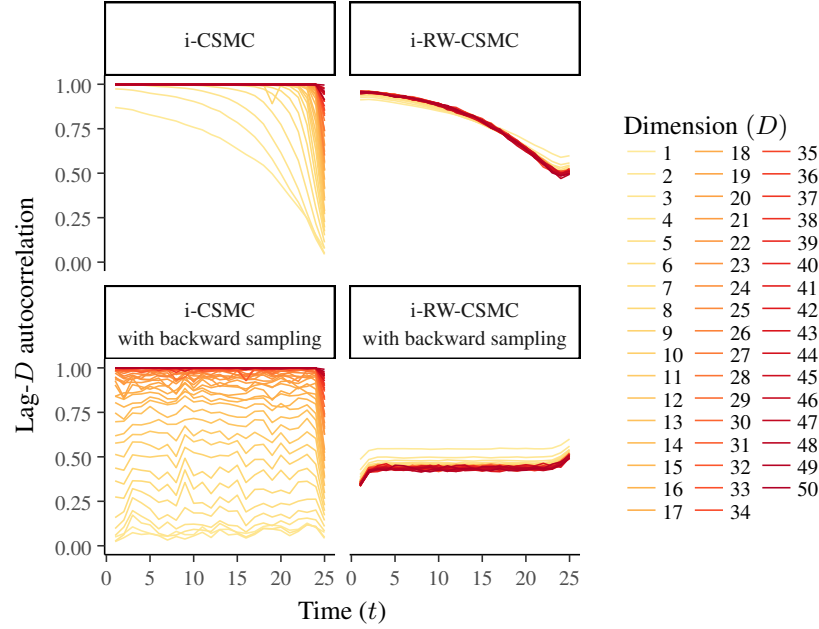 i-CSMC
i-RW-CSMC
1.00
0.75
0.50
0.25
0.00
i-CSMC
with backward sampling
i-RW-CSMC
with backward sampling
1.00
0.75
0.50
0.25
0.00
0 5 10 15 20 25
0 5 10 15 20 25
Time (t)
Lag-D autocorrelation
Dimension (D)
1 18 35
2 19 36
3 20 37
4 21 38
5 22 39
6 23 40
7 24 41
8 25 42
9 26 43
10 27 44
11 28 45
12 29 46
13 30 47
14 31 48
15 32 49
16 33 50
17 34